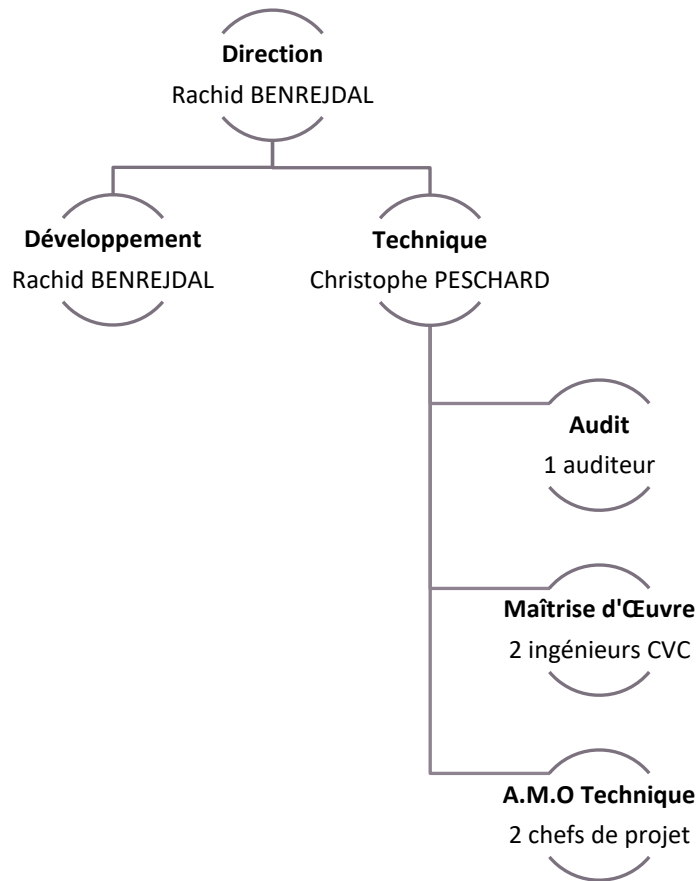 Direction
Rachid BENREJDAL
Développement
Rachid BENREJDAL
Technique
Christophe PESCHARD
Audit
1 auditeur
Maîtrise d'Œuvre
2 ingénieurs CVC
A.M.O Technique
2 chefs de projet